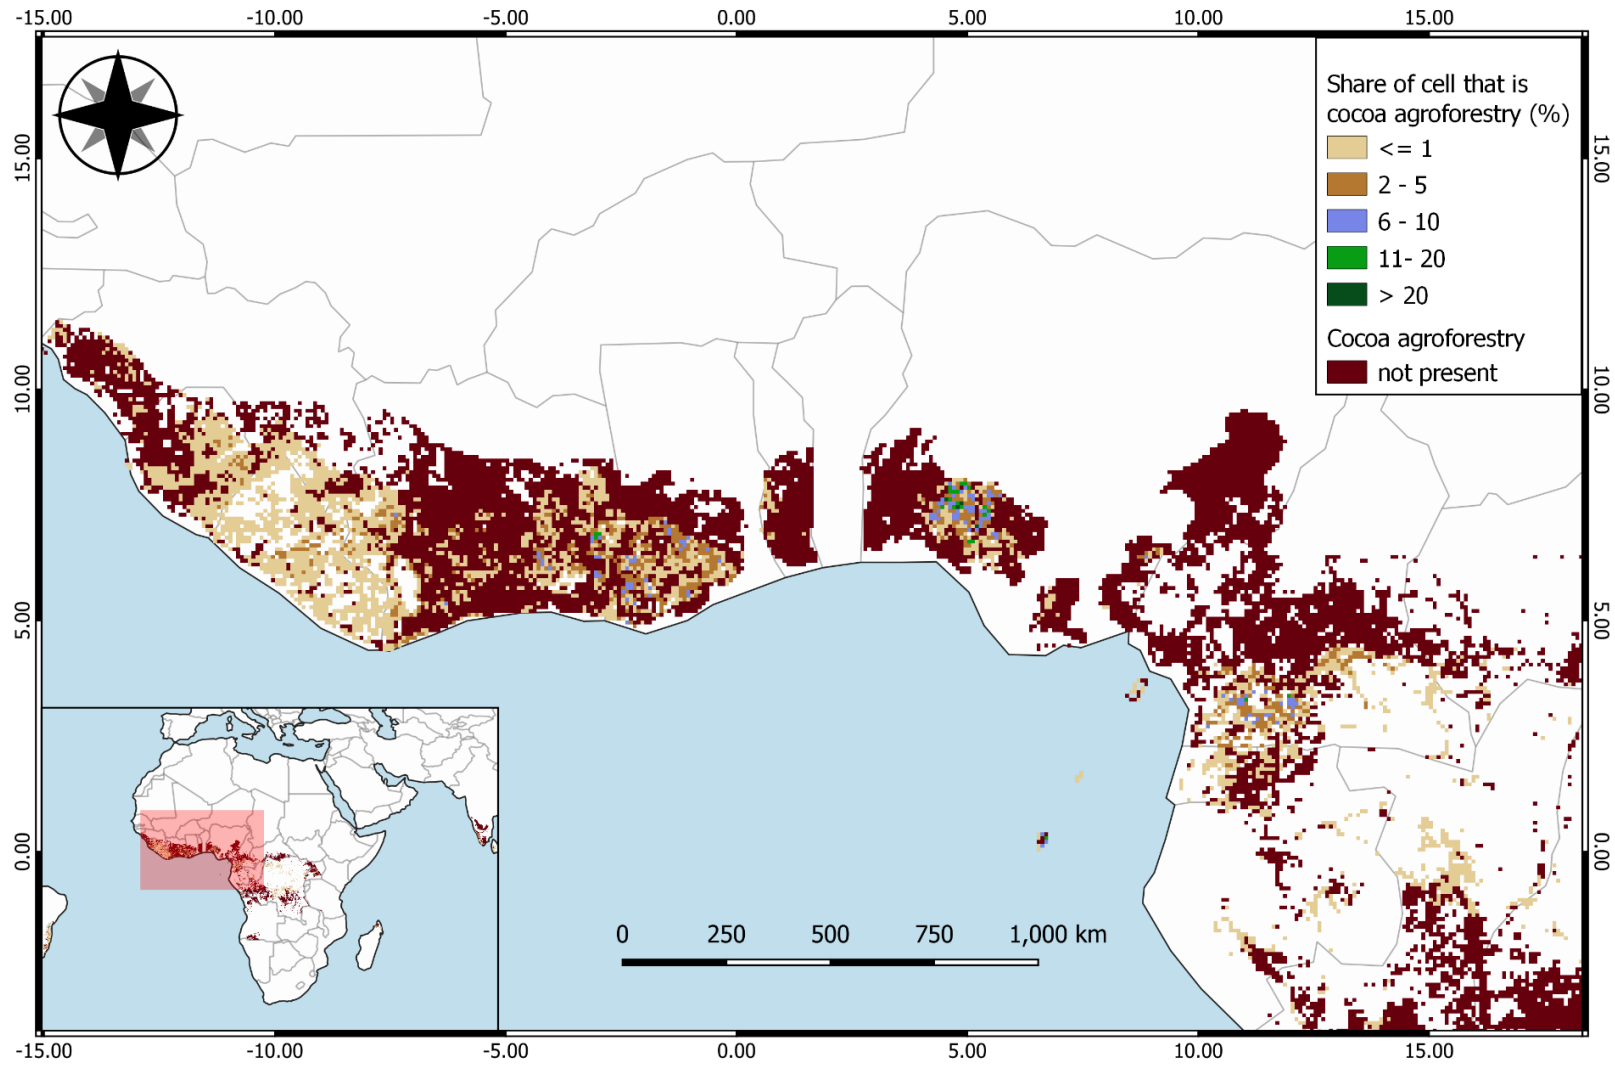 -15.00 -10.00 -5.00 0.00 5.00 10.00 15.00
Share of cell that is
cocoa agroforestry (%)
<= 1
2 - 5
6 - 10
11- 20
> 20
Cocoa agroforestry
not present
15.00 15.00
10.00 10.00
5.00 5.00
0.00 0.00
0 250 500 750 1,000 km
-15.00 -10.00 -5.00 0.00 5.00 10.00 15.00